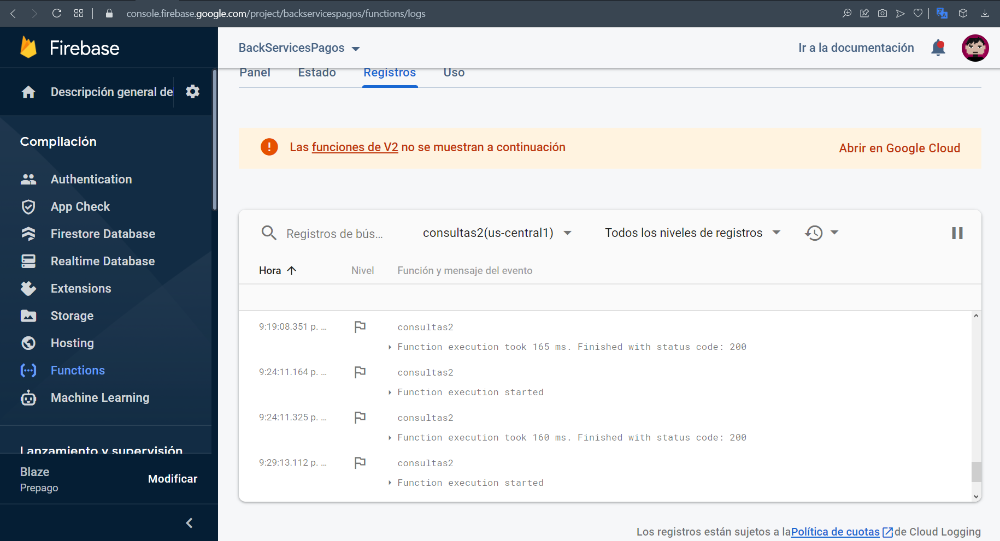 console.firebase.google.com/project/backservicespagos/functions/logs
Firebase
BackServicesPagos
Ir a la documentación
Descripción general de
Compilación
Authentication
App Check
Firestore Database
Realtime Database
Extensions
Storage
Hosting
Functions
Machine Learning
Lanzamiento y supervisión
Blaze
Prepago
Modificar
Panel Estado Registros Uso
Las funciones de V2 no se muestran a continuación
Abrir en Google Cloud
Registros de bús... consultas2(us-central1) Todos los niveles de registros
Hora Nivel Función y mensaje del evento
9:19:08.351 p. ... consultas2
Function execution took 165 ms. Finished with status code: 200
9:24:11.164 p. ... consultas2
Function execution started
9:24:11.325 p. ... consultas2
Function execution took 160 ms. Finished with status code: 200
9:29:13.112 p. ... consultas2
Function execution started
Los registros están sujetos a laPolítica de cuotas de Cloud Logging